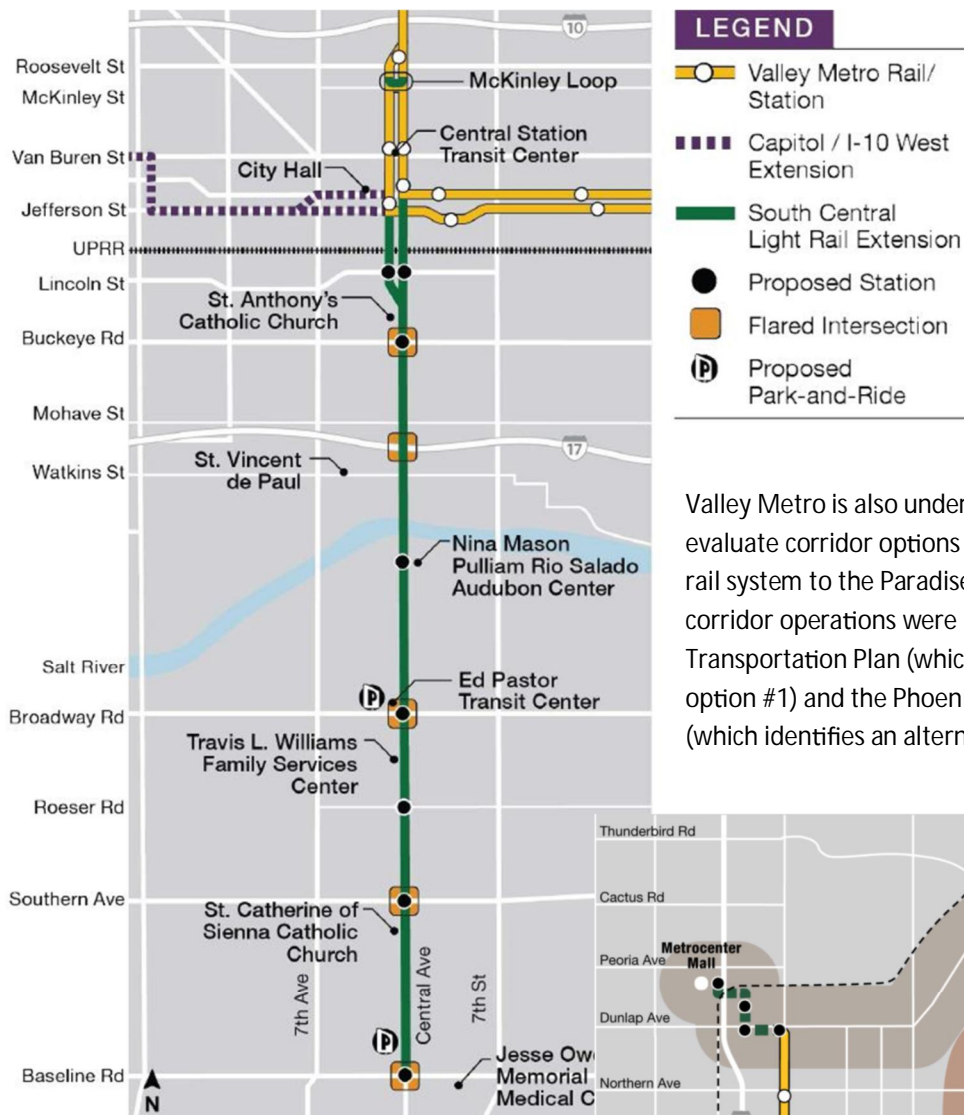 10
Roosevelt St
McKinley St
McKinley Loop
Van Buren St
Central Station
Transit Center
City Hall
Jefferson St
UPRR
Lincoln St
St. Anthony's
Catholic Church
Buckeye Rd
Mohave St
17
Watkins St
St. Vincent
de Paul
Nina Mason
Pulliam Rio Salado
Audubon Center
Salt River
Ed Pastor
Transit Center
P
Broadway Rd
Travis L. Williams
Family Services
Center
Roeser Rd
Southern Ave
St. Catherine of
Sienna Catholic
Church
7th Ave
Central Ave
7th St
P
Baseline Rd
N
Jesse
Memorial
Medical
LEGEND
Valley Metro Rail/
Station
Capitol / I-10 West
Extension
South Central
Light Rail Extension
Proposed Station
Flared Intersection
P
Proposed
Park-and-Ride
Valley Metro is also under
evaluate corridor options
rail system to the Paradise
corridor operations were
Transportation Plan (which
option #1) and the Phoen
(which identifies an altern
Thunderbird Rd
Cactus Rd
Peoria Ave
Metrocenter
Mall
Dunlap Ave
Northern Ave